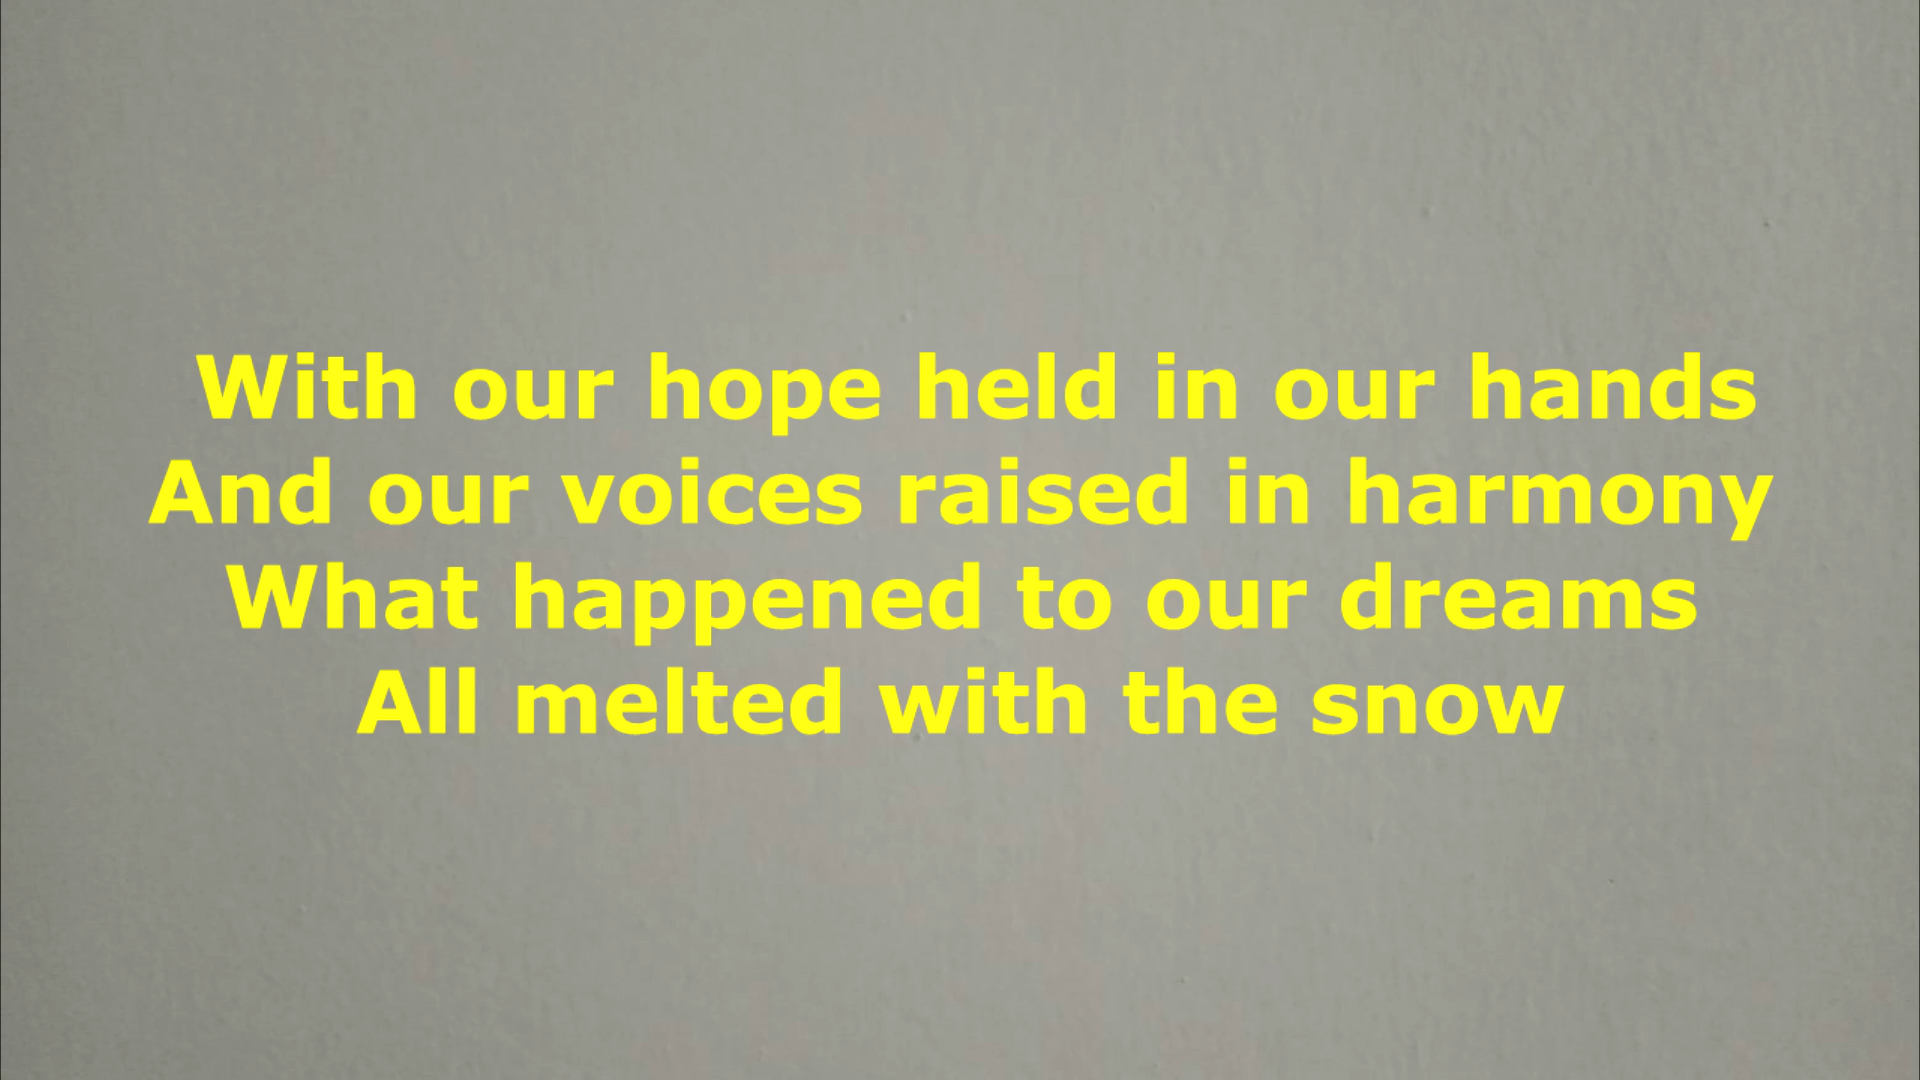 With our hope held in our hands
And our voices raised in harmony
What happened to our dreams
All melted with the snow